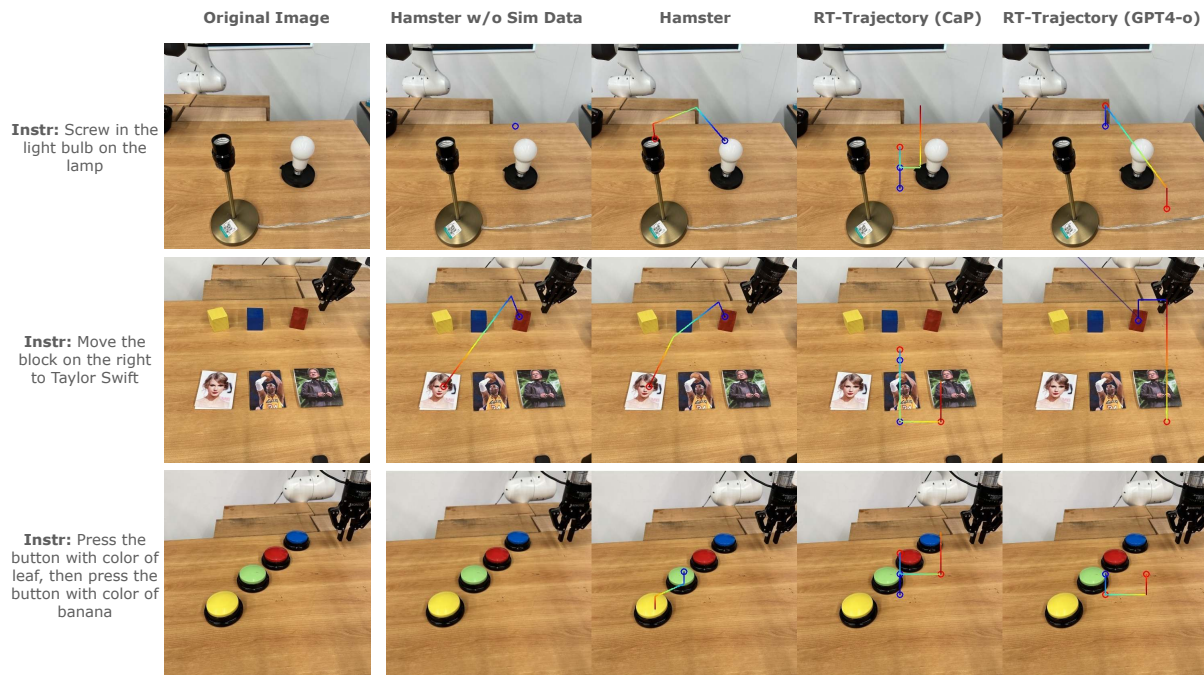 Original Image
Hamster w/o Sim Data
Hamster
RT-Trajectory (CaP)
RT-Trajectory (GPT4-o)
Instr: Screw in the
light bulb on the
lamp
Instr: Move the
block on the right
to Taylor Swift
Instr: Press the
button with color of
leaf, then press the
button with color of
banana